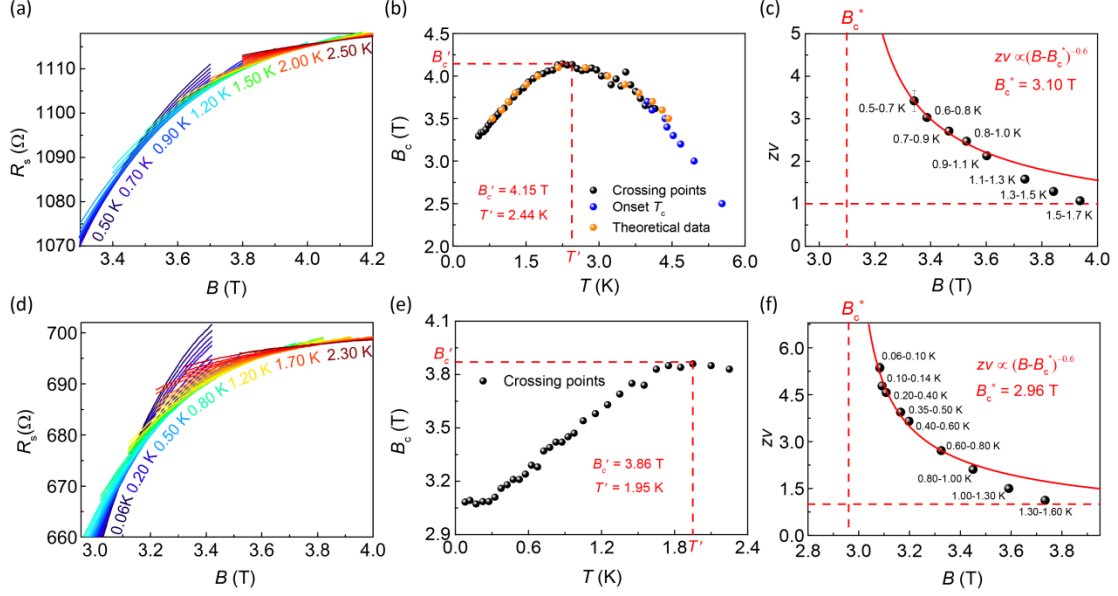 (a)
1110
1100
1090
1080
1070
R_s (Ω)
0.50 K 0.70 K 0.90 K 1.20 K 1.50 K 2.00 K 2.50 K
3.4 3.6 3.8 4.0 4.2
B (T)
(b)
B_c′
4.5
4.0
3.5
3.0
2.5
2.0
B_c (T)
B_c′ = 4.15 T
T′ = 2.44 K
Crossing points
Onset T_c
Theoretical data
0.0 1.5 3.0 4.5 6.0
T′
T (K)
(c)
B_c^*
5
4
3
2
1
0
zν
zν ∝(B-B_c^*)^−0.6
B_c^* = 3.10 T
0.5-0.7 K
0.6-0.8 K
0.7-0.9 K
0.8-1.0 K
0.9-1.1 K
1.1-1.3 K
1.3-1.5 K
1.5-1.7 K
3.0 3.2 3.4 3.6 3.8 4.0
B (T)
(d)
700
690
680
670
660
R_s(Ω)
0.06K 0.20 K 0.50 K 0.80 K 1.20 K 1.70 K 2.30 K
3.0 3.2 3.4 3.6 3.8 4.0
B (T)
(e)
B_c′
4.1
3.8
3.5
3.2
2.9
B_c (T)
Crossing points
B_c′ = 3.86 T
T′ = 1.95 K
0.0 0.6 1.2 1.8 2.4
T′
T (K)
(f)
B_c^*
6.0
4.5
3.0
1.5
0.0
zν
zν ∝ (B-B_c^*)^−0.6
B_c^* = 2.96 T
0.06-0.10 K
0.10-0.14 K
0.20-0.40 K
0.35-0.50 K
0.40-0.60 K
0.60-0.80 K
0.80-1.00 K
1.00-1.30 K
1.30-1.60 K
2.8 3.0 3.2 3.4 3.6 3.8
B (T)